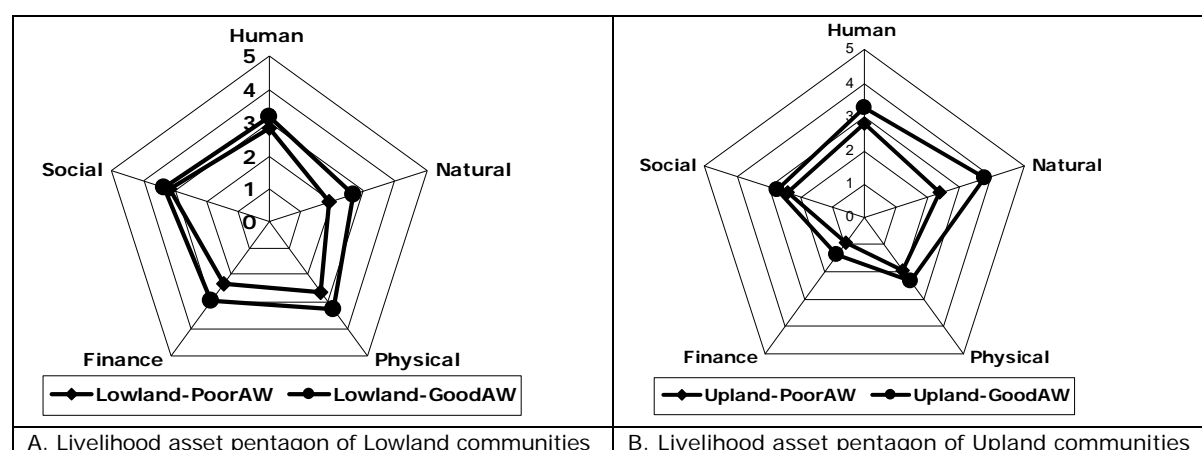 Human
5
4
3
2
1
0
Social
Natural
Finance
Physical
Lowland-PoorAW
Lowland-GoodAW
A. Livelihood asset pentagon of Lowland communities
Human
5
4
3
2
1
0
Social
Natural
Finance
Physical
Upland-PoorAW
Upland-GoodAW
B. Livelihood asset pentagon of Upland communities